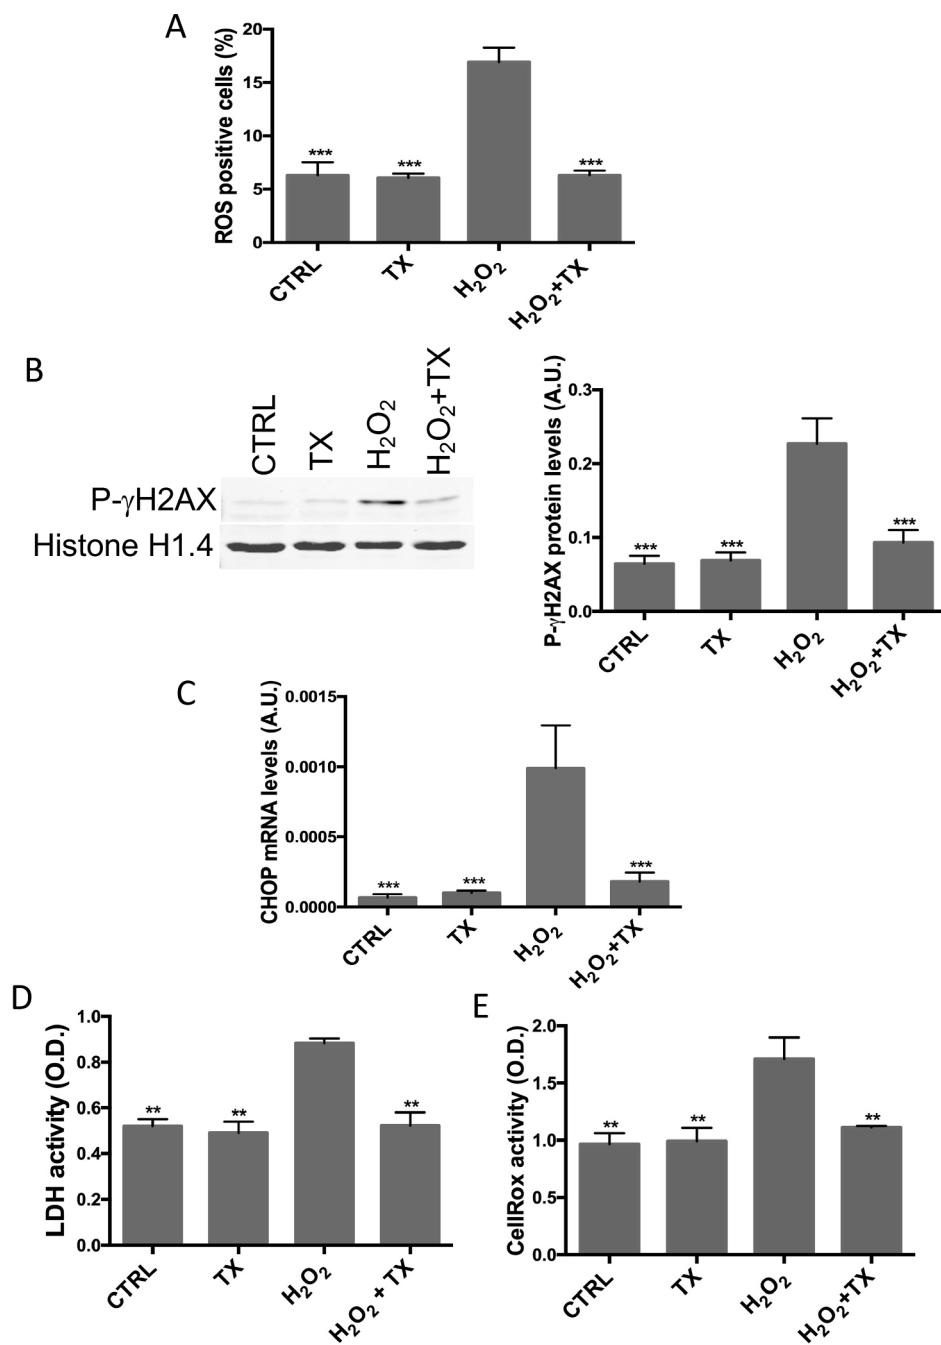 A
ROS positive cells (%)
20
15
10
5
0
***
***
***
CTRL
TX
H₂O₂
H₂O₂+TX
B
CTRL
TX
H₂O₂
H₂O₂+TX
P-γH2AX
Histone H1.4
P-γH2AX protein levels (A.U.)
0.3
0.2
0.1
0.0
***
***
***
CTRL
TX
H₂O₂
H₂O₂+TX
C
CHOP mRNA levels (A.U.)
0.0015
0.0010
0.0005
0.0000
***
***
***
CTRL
TX
H₂O₂
H₂O₂+TX
D
LDH activity (O.D.)
1.0
0.8
0.6
0.4
0.2
0.0
**
**
**
CTRL
TX
H₂O₂
H₂O₂ + TX
E
CellRox activity (O.D.)
2.0
1.5
1.0
0.5
0.0
**
**
**
CTRL
TX
H₂O₂
H₂O₂+TX